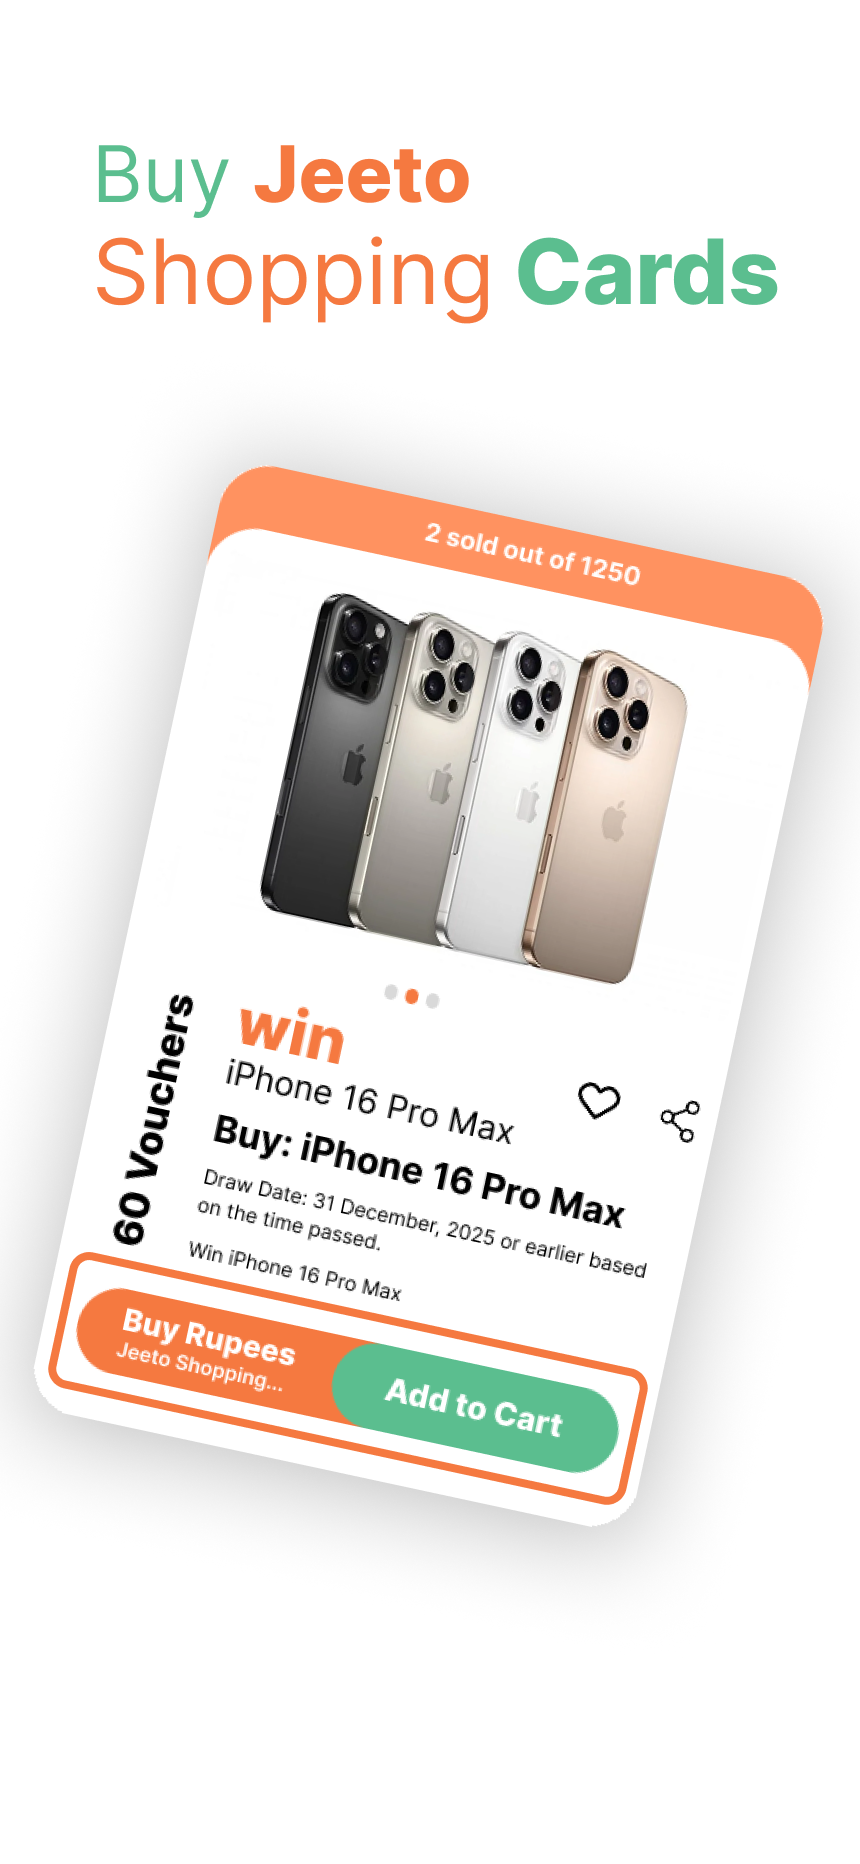 Buy Jeeto
Shopping Cards
2 sold out of 1250
60 Vouchers
win
iPhone 16 Pro Max
Buy: iPhone 16 Pro Max
Draw Date: 31 December, 2025 or earlier based
on the time passed.
Win iPhone 16 Pro Max
Buy Rupees
Jeeto Shopping...
Add to Cart